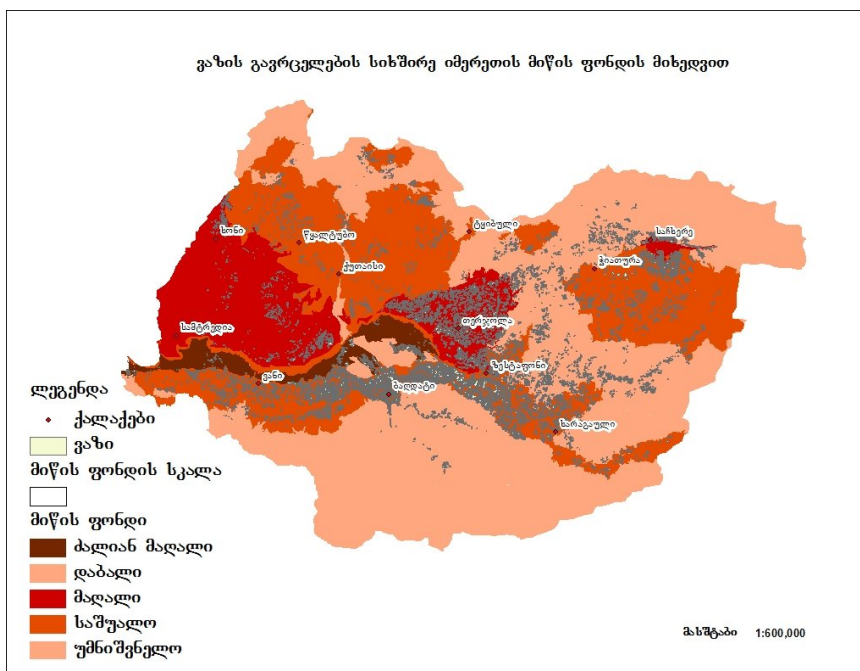 ვაზის გავრცელების სიხშირე იმერეთის მიწის ფონდის მიხედვით
ხონი
წყალტუბო
ტყიბული
საჩხერე
ჭიათურა
ქუთაისი
სამტრედია
თერჯოლა
ვანი
ზესტაფონი
ბაღდატი
ხარაგაული
ლეგენდა
ქალაქები
ვაზი
მიწის ფონდის სკალა
მიწის ფონდი
ძალიან მაღალი
დაბალი
მაღალი
საშუალო
უმნიშვნელო
მასშტაბი 1:600,000